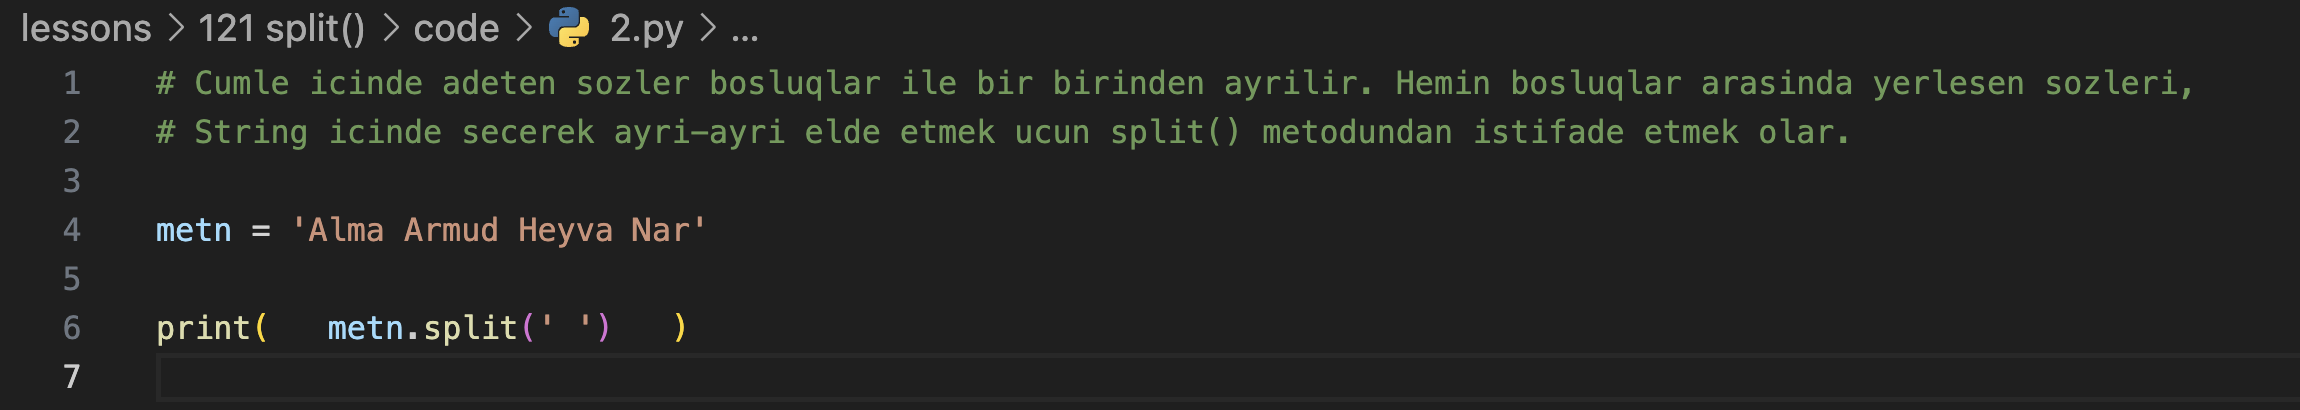 lessons > 121 split() > code > 2.py > ...
1 # Cumle icinde adeten sozler bosluqlar ile bir birinden ayrilir. Hemin bosluqlar arasinda yerlesen sozleri,
2 # String icinde secerek ayri-ayri elde etmek ucun split() metodundan istifade etmek olar.
3
4 metn = 'Alma Armud Heyva Nar'
5
6 print(   metn.split(' ')   )
7